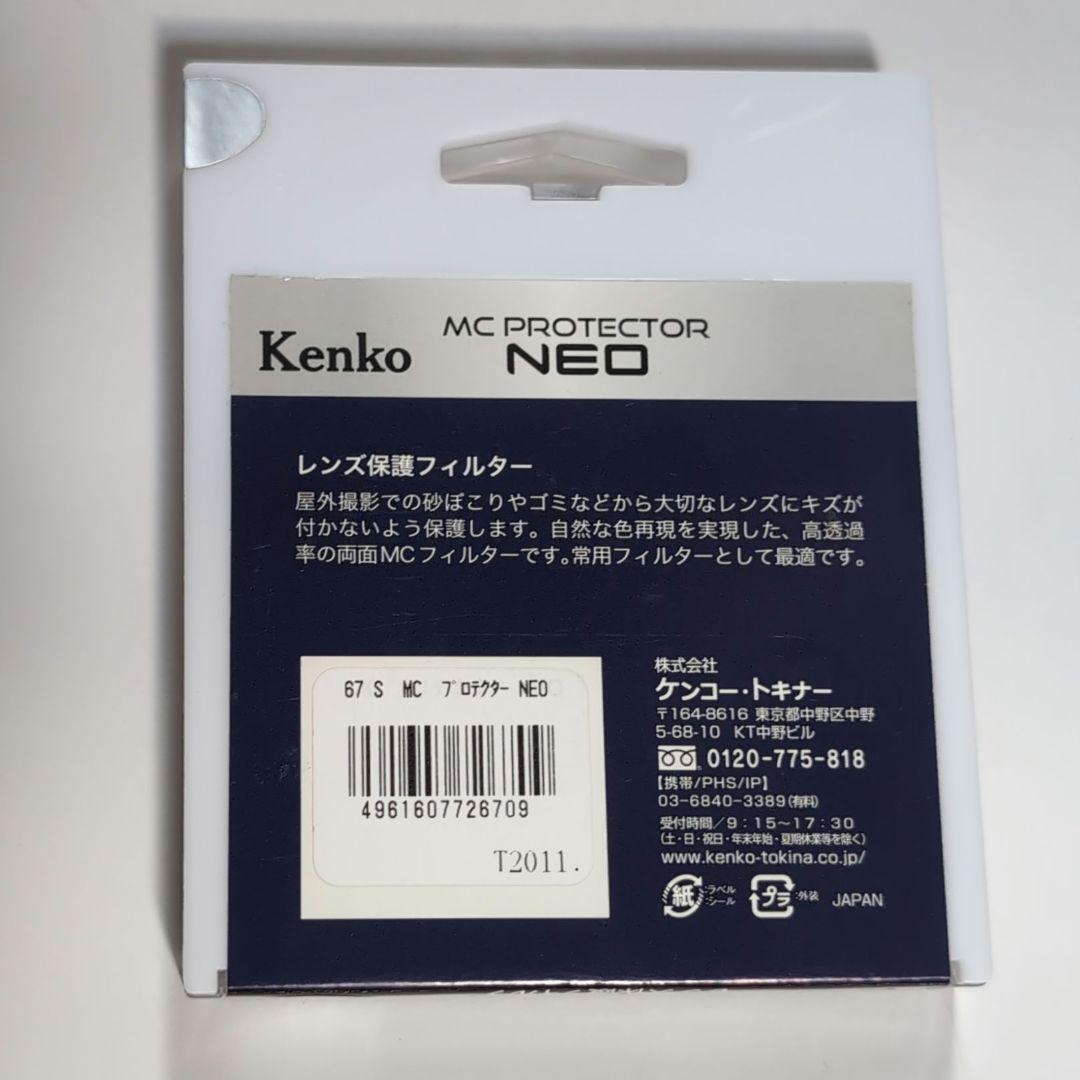 Kenko
MC PROTECTOR
NEO
レンズ保護フィルター
屋外撮影での砂ぼこりやゴミなどから大切なレンズにキズが
付かないよう保護します。自然な色再現を実現した、高透過
率の両面MCフィルターです。常用フィルターとして最適です。
67 S MC プロテクター NEO
4961607726709
T2011.
株式会社
ケンコー・トキナー
〒164-8616 東京都中野区中野
5-68-10 KT中野ビル
0120-775-818
【携帯/PHS/IP】
03-6840-3389(有料)
受付時間/9:15～17:30
(土・日・祝日・年末年始・夏期休業等を除く)
www.kenko-tokina.co.jp/
紙 :ラベル :シール プラ :外装 JAPAN